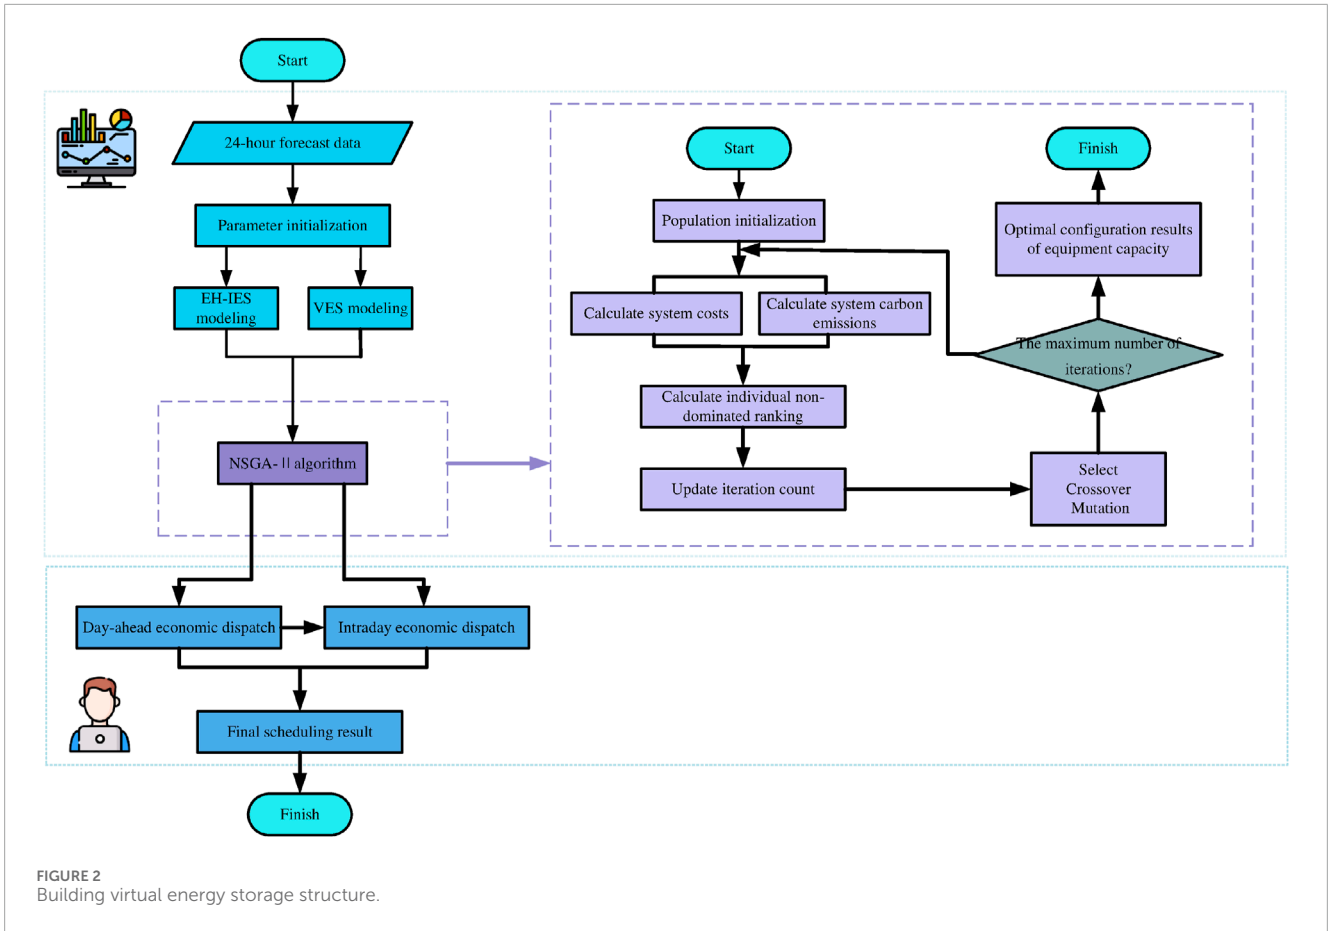 Start
24-hour forecast data
Parameter initialization
EH-IES
modeling
VES modeling
NSGA-II algorithm
Day-ahead economic dispatch
Intraday economic dispatch
Final scheduling result
Finish
Start
Population initialization
Calculate system costs
Calculate system carbon
emissions
Calculate individual non-
dominated ranking
Update iteration count
Select
Crossover
Mutation
The maximum number of
iterations?
Optimal configuration results
of equipment capacity
Finish
FIGURE 2
Building virtual energy storage structure.